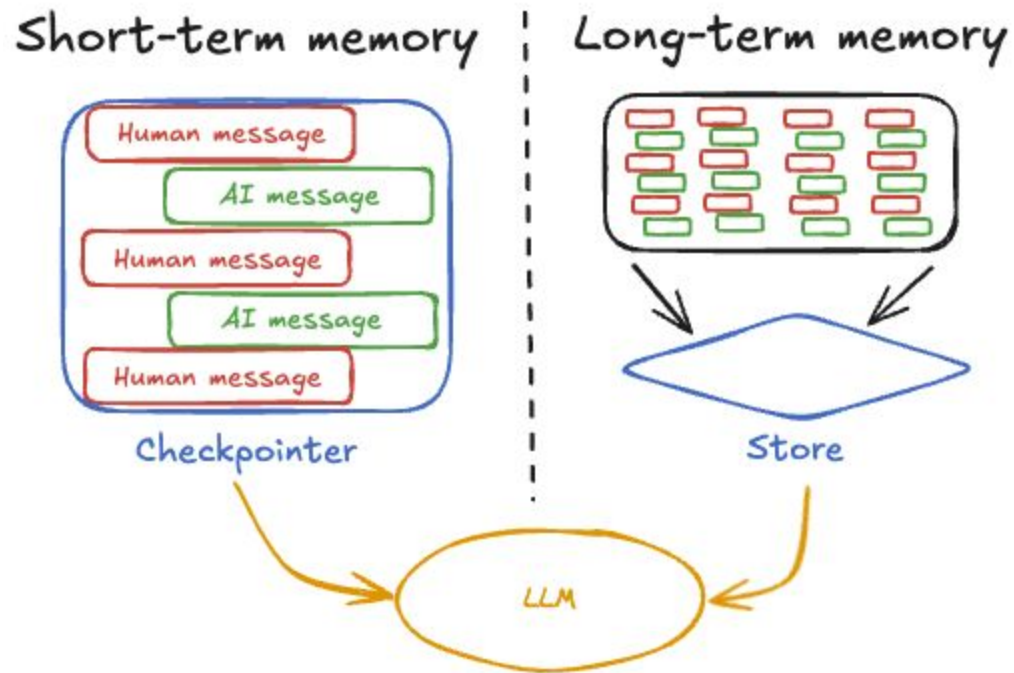 Short-term memory
Long-term memory
Human message
AI message
Human message
AI message
Human message
Checkpointer
Store
LLM